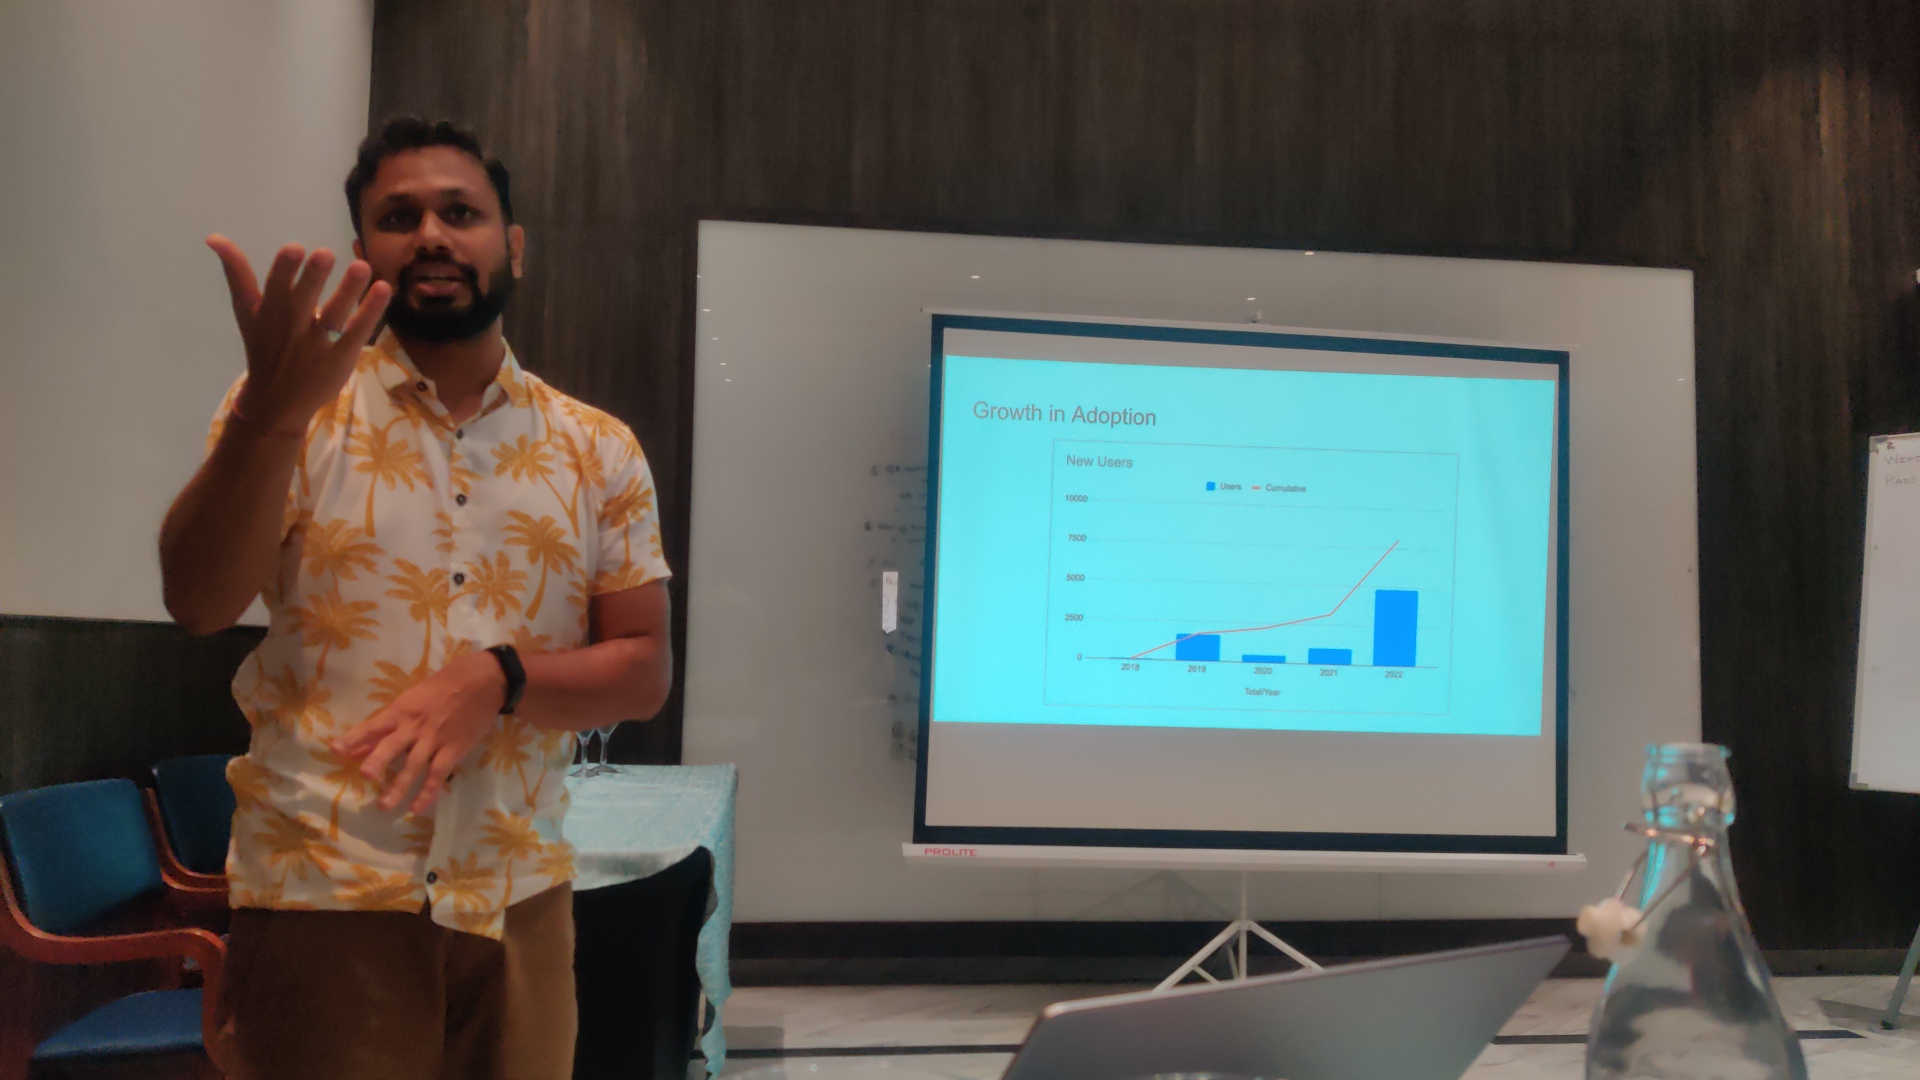 Growth in Adoption
New Users
Users Cumulative
10000
7500
5000
2500
0
2018 2019 2020 2021 2022
Total/Year
PROLITE